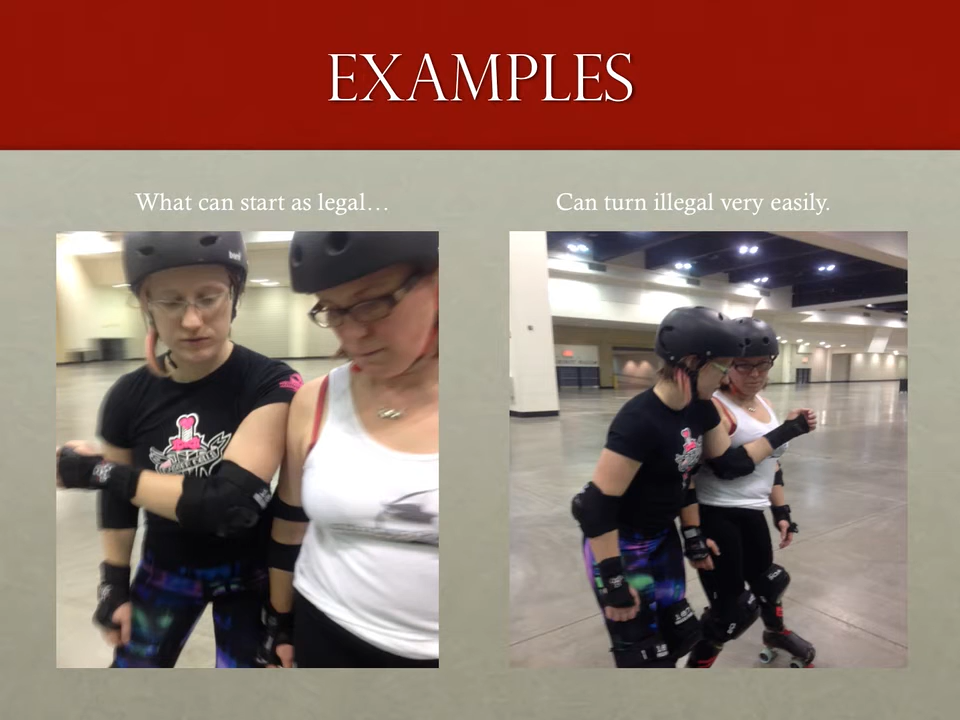 EXAMPLES
What can start as legal…
Can turn illegal very easily.